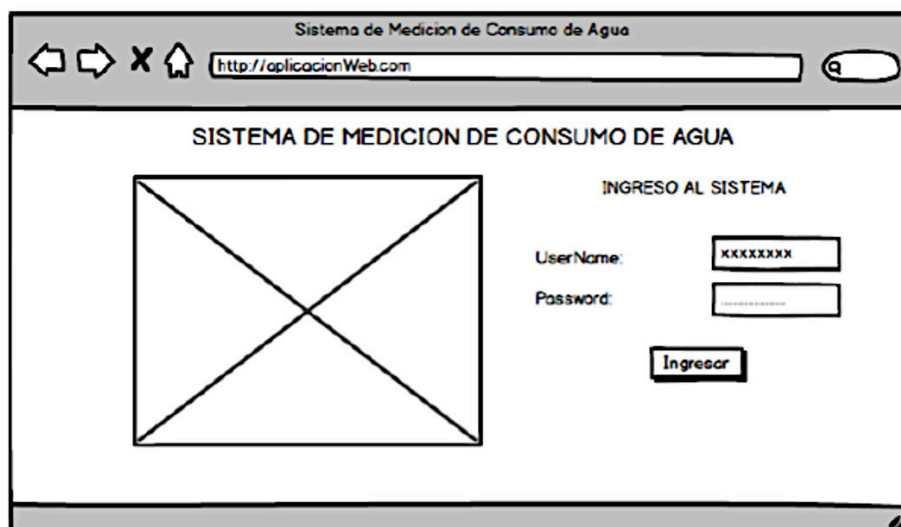 Sistema de Medicion de Consumo de Agua
http://aplicacionWeb.com
SISTEMA DE MEDICION DE CONSUMO DE AGUA
INGRESO AL SISTEMA
UserName: xxxxxxxx
Password: ................
Ingresar